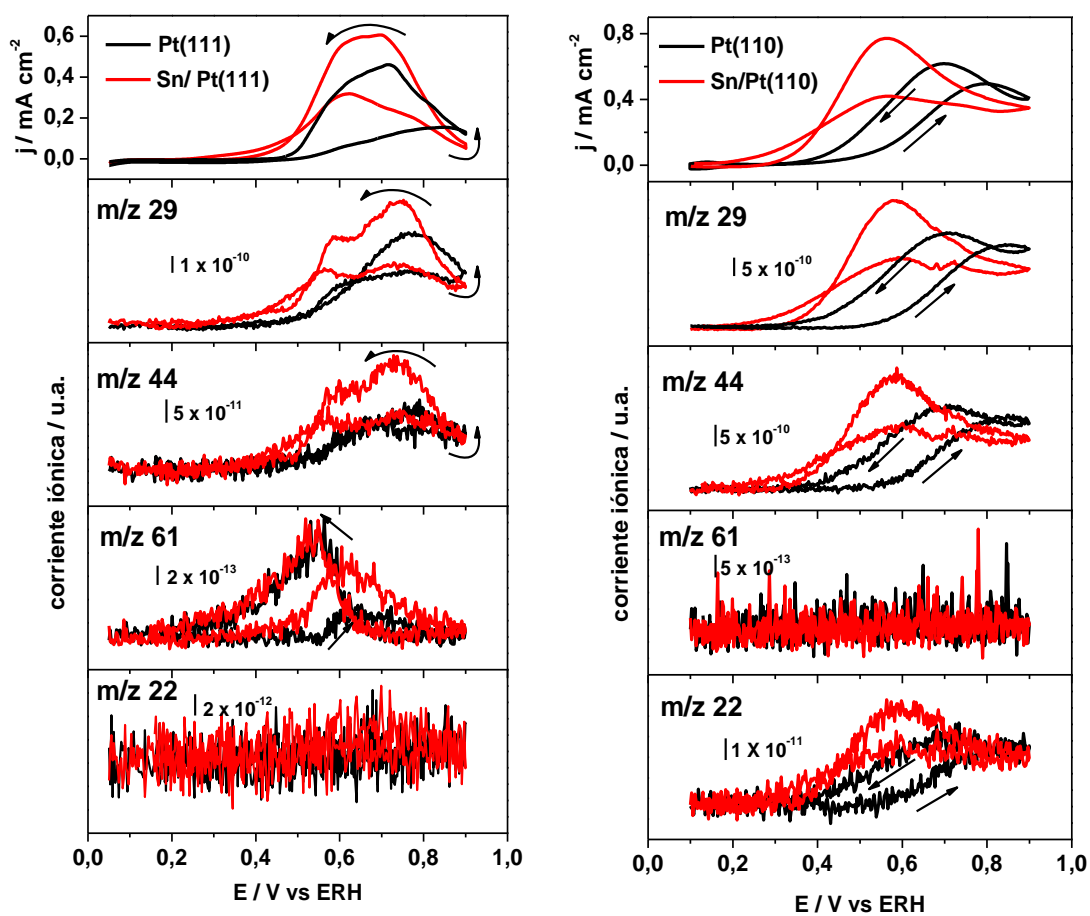 Pt(111)
Sn/ Pt(111)
j / mA cm⁻²
0,6
0,4
0,2
0,0
m/z 29
1 x 10⁻¹⁰
m/z 44
5 x 10⁻¹¹
m/z 61
2 x 10⁻¹³
m/z 22
2 x 10⁻¹²
corriente iónica / u.a.
0,0 0,2 0,4 0,6 0,8 1,0
E / V vs ERH
Pt(110)
Sn/Pt(110)
j / mA cm⁻²
0,8
0,4
0,0
m/z 29
5 x 10⁻¹⁰
m/z 44
5 x 10⁻¹⁰
m/z 61
5 x 10⁻¹³
m/z 22
1 X 10⁻¹¹
corriente iónica / u.a.
0,0 0,2 0,4 0,6 0,8 1,0
E / V vs ERH